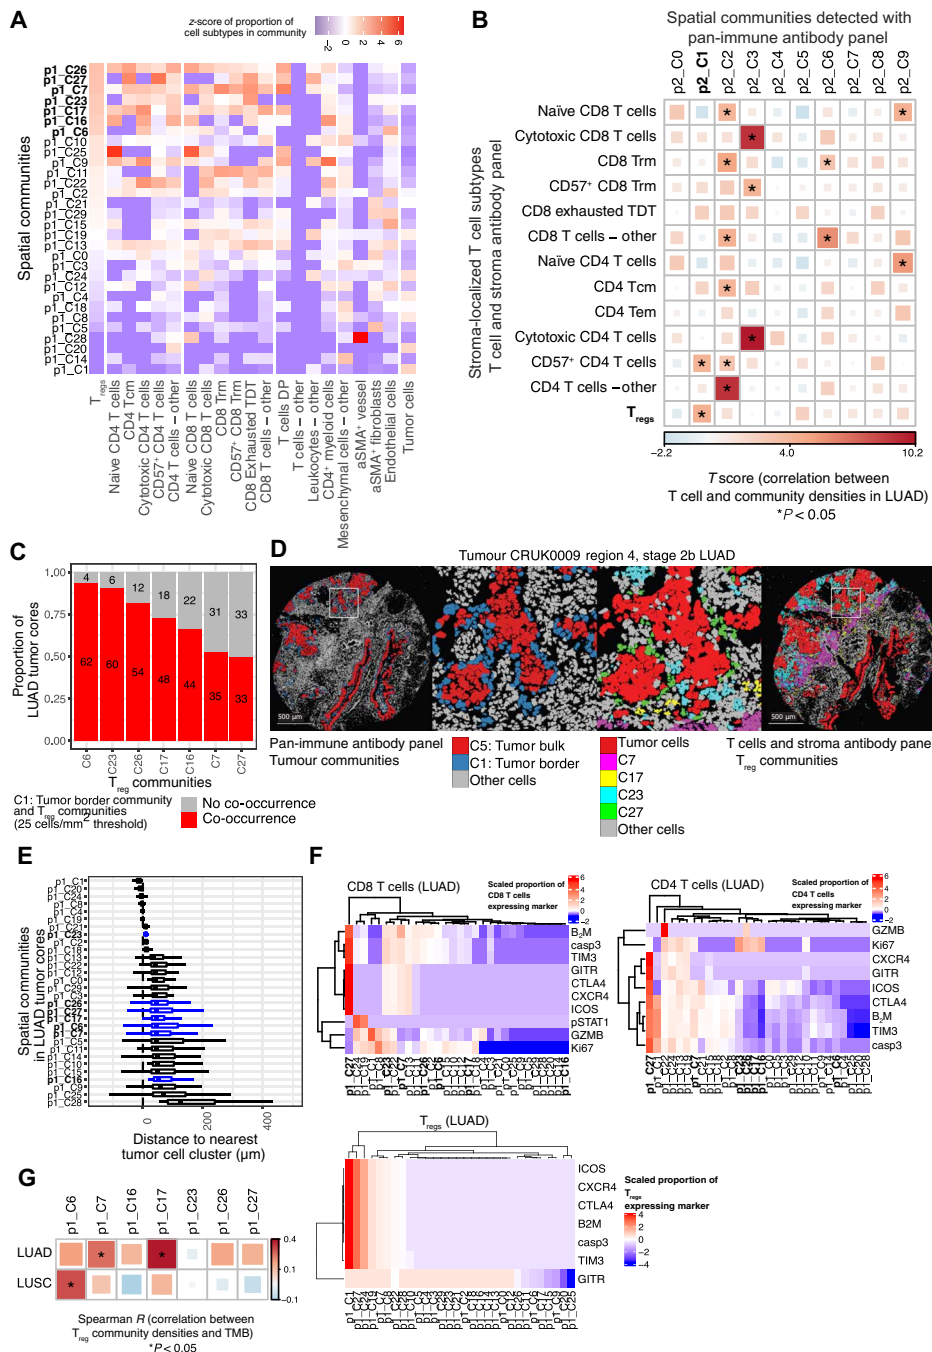 A
z-score of proportion of
cell subtypes in community
−2
0
2
4
6
Spatial communities
p1_C26
p1_C27
p1_C7
p1_C23
p1_C17
p1_C16
p1_C6
p1_C10
p1_C25
p1_C9
p1_C11
p1_C22
p1_C2
p1_C21
p1_C29
p1_C15
p1_C19
p1_C13
p1_C0
p1_C3
p1_C24
p1_C12
p1_C4
p1_C18
p1_C8
p1_C5
p1_C28
p1_C20
p1_C14
p1_C1
Tregs
Naive CD4 T cells
CD4 Tcm
Cytotoxic CD4 T cells
CD57+ CD4 T cells
CD4 T cells – other
Naive CD8 T cells
Cytotoxic CD8 T cells
CD8 Trm
CD57+ CD8 Trm
CD8 Exhausted TDT
CD8 T cells – other
T cells DP
T cells – other
Leukocytes – other
CD4+ myeloid cells
Mesenchymal cells – other
aSMA+ vessel
aSMA+ fibroblasts
Endothelial cells
Tumor cells
B
Spatial communities detected with
pan-immune antibody panel
p2_C0
p2_C1
p2_C2
p2_C3
p2_C4
p2_C5
p2_C6
p2_C7
p2_C8
p2_C9
Stroma-localized T cell subtypes
T cell and stroma antibody panel
Naïve CD8 T cells
Cytotoxic CD8 T cells
CD8 Trm
CD57+ CD8 Trm
CD8 exhausted TDT
CD8 T cells – other
Naïve CD4 T cells
CD4 Tcm
CD4 Tem
Cytotoxic CD4 T cells
CD57+ CD4 T cells
CD4 T cells – other
Tregs
−2.2
4.0
10.2
T score (correlation between
T cell and community densities in LUAD)
*P < 0.05
C
Proportion of
LUAD tumor cores
1.00
0.75
0.50
0.25
0.00
4
6
12
18
22
31
33
62
60
54
48
44
35
33
C6
C23
C26
C17
C16
C7
C27
Treg communities
C1: Tumor border community
and Treg communities
(25 cells/mm2 threshold)
No co-occurrence
Co-occurrence
D
Tumour CRUK0009 region 4, stage 2b LUAD
500 µm
500 µm
Pan-immune antibody panel
Tumour communities
C5: Tumor bulk
C1: Tumor border
Other cells
Tumor cells
C7
C17
C23
C27
Other cells
T cells and stroma antibody pane
Treg communities
E
Spatial communities
in LUAD tumor cores
p1_C1
p1_C20
p1_C24
p1_C8
p1_C4
p1_C19
p1_C21
p1_C23
p1_C2
p1_C18
p1_C13
p1_C22
p1_C12
p1_C0
p1_C29
p1_C3
p1_C26
p1_C27
p1_C17
p1_C6
p1_C7
p1_C5
p1_C11
p1_C14
p1_C10
p1_C15
p1_C16
p1_C9
p1_C25
p1_C28
0
200
400
Distance to nearest
tumor cell cluster (µm)
F
CD8 T cells (LUAD)
Scaled proportion of
CD8 T cells
expressing marker
6
4
2
0
−2
B2M
casp3
TIM3
GITR
CTLA4
CXCR4
ICOS
pSTAT1
GZMB
Ki67
CD4 T cells (LUAD)
Scaled proportion of
CD4 T cells
expressing marker
6
4
2
0
−2
GZMB
Ki67
CXCR4
GITR
ICOS
CTLA4
B2M
TIM3
casp3
Tregs (LUAD)
Scaled proportion of
Tregs
expressing marker
4
2
0
−2
−4
ICOS
CXCR4
CTLA4
B2M
casp3
TIM3
GITR
G
p1_C6
p1_C7
p1_C16
p1_C17
p1_C23
p1_C26
p1_C27
LUAD
LUSC
0.4
−0.1
Spearman R (correlation between
Treg community densities and TMB)
*P < 0.05